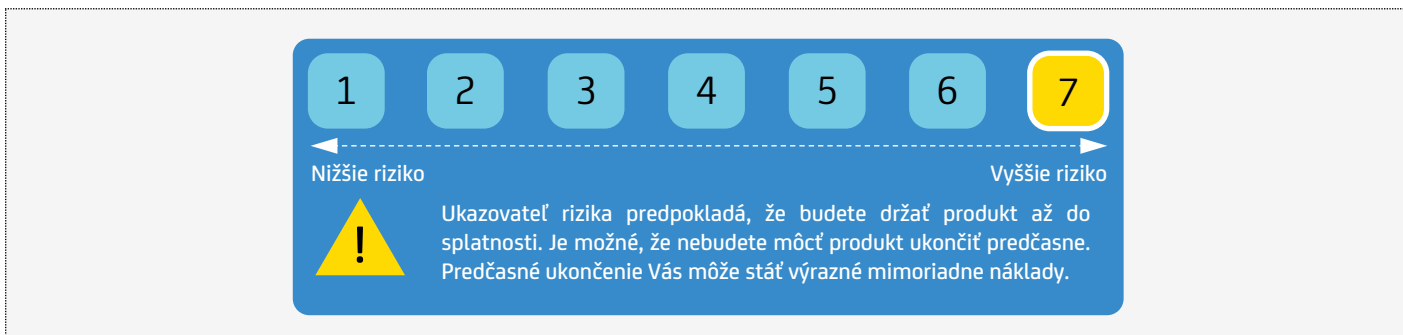 1 2 3 4 5 6 7
Nižšie riziko Vyššie riziko
!
Ukazovateľ rizika predpokladá, že budete držať produkt až do
splatnosti. Je možné, že nebudete môcť produkt ukončiť predčasne.
Predčasné ukončenie Vás môže stáť výrazné mimoriadne náklady.